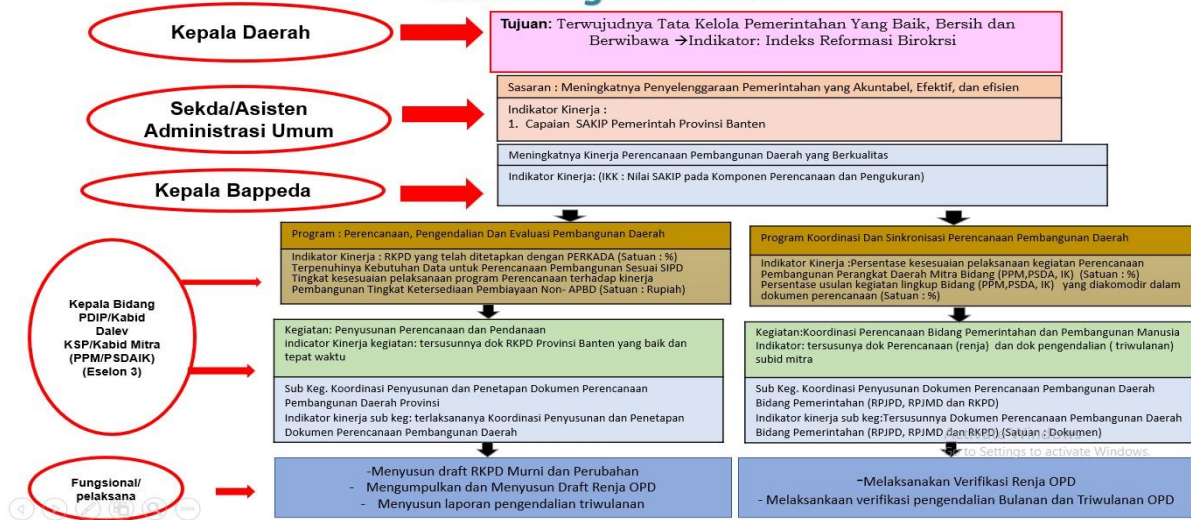 Kepala Daerah
Tujuan: Terwujudnya Tata Kelola Pemerintahan Yang Baik, Bersih dan
Berwibawa →Indikator: Indeks Reformasi Birokrsi
Sekda/Asisten
Administrasi Umum
Sasaran : Meningkatnya Penyelenggaraan Pemerintahan yang Akuntabel, Efektif, dan efisien
Indikator Kinerja :
1. Capaian SAKIP Pemerintah Provinsi Banten
Kepala Bappeda
Meningkatnya Kinerja Perencanaan Pembangunan Daerah yang Berkualitas
Indikator Kinerja: (IKK : Nilai SAKIP pada Komponen Perencanaan dan Pengukuran)
Kepala Bidang
PDIP/Kabid
Dalev
KSP/Kabid Mitra
(PPM/PSDAIK)
(Eselon 3)
Program : Perencanaan, Pengendalian Dan Evaluasi Pembangunan Daerah
Indikator Kinerja : RKPD yang telah ditetapkan dengan PERKADA (Satuan : %)
Terpenuhinya Kebutuhan Data untuk Perencanaan Pembangunan Sesuai SIPD
Tingkat kesesuaian pelaksanaan program Perencanaan terhadap kinerja
Pembangunan Tingkat Ketersediaan Pembiayaan Non- APBD (Satuan : Rupiah)
Kegiatan: Penyusunan Perencanaan dan Pendanaan
indicator Kinerja kegiatan: tersusunnya dok RKPD Provinsi Banten yang baik dan
tepat waktu
Sub Keg. Koordinasi Penyusunan dan Penetapan Dokumen Perencanaan
Pembangunan Daerah Provinsi
Indikator kinerja sub keg: terlaksananya Koordinasi Penyusunan dan Penetapan
Dokumen Perencanaan Pembangunan Daerah
Program Koordinasi Dan Sinkronisasi Perencanaan Pembangunan Daerah
Indikator Kinerja :Persentase kesesuaian pelaksanaan kegiatan Perencanaan
Pembangunan Perangkat Daerah Mitra Bidang (PPM,PSDA, IK) (Satuan : %)
Persentase usulan kegiatan lingkup Bidang (PPM,PSDA, IK) yang diakomodir dalam
dokumen perencanaan (Satuan : %)
Kegiatan:Koordinasi Perencanaan Bidang Pemerintahan dan Pembangunan Manusia
Indikator: tersusunya dok Perencanaan (renja) dan dok pengendalian ( triwulanan)
subid mitra
Sub Keg. Koordinasi Penyusunan Dokumen Perencanaan Pembangunan Daerah
Bidang Pemerintahan (RPJPD, RPJMD dan RKPD)
Indikator kinerja sub keg:Tersusunnya Dokumen Perencanaan Pembangunan Daerah
Bidang Pemerintahan (RPJPD, RPJMD dan RKPD) (Satuan : Dokumen)
to Settings to activate Windows.
Fungsional/
pelaksana
-Menyusun draft RKPD Murni dan Perubahan
- Mengumpulkan dan Menyusun Draft Renja OPD
- Menyusun laporan pengendalian triwulanan
-Melaksanakan Verifikasi Renja OPD
- Melaksankaan verifikasi pengendalian Bulanan dan Triwulanan OPD